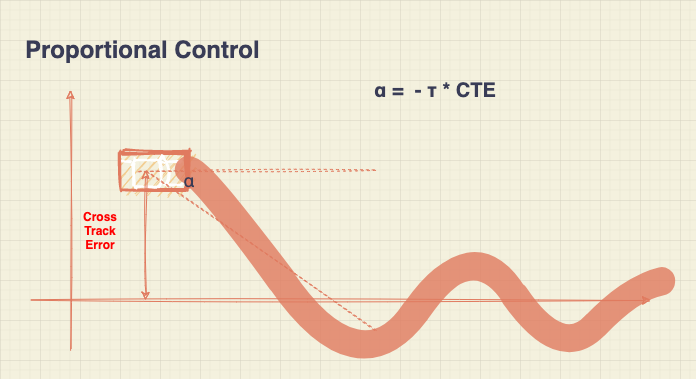 Proportional Control
α = - τ * CTE
α
Cross
Track
Error